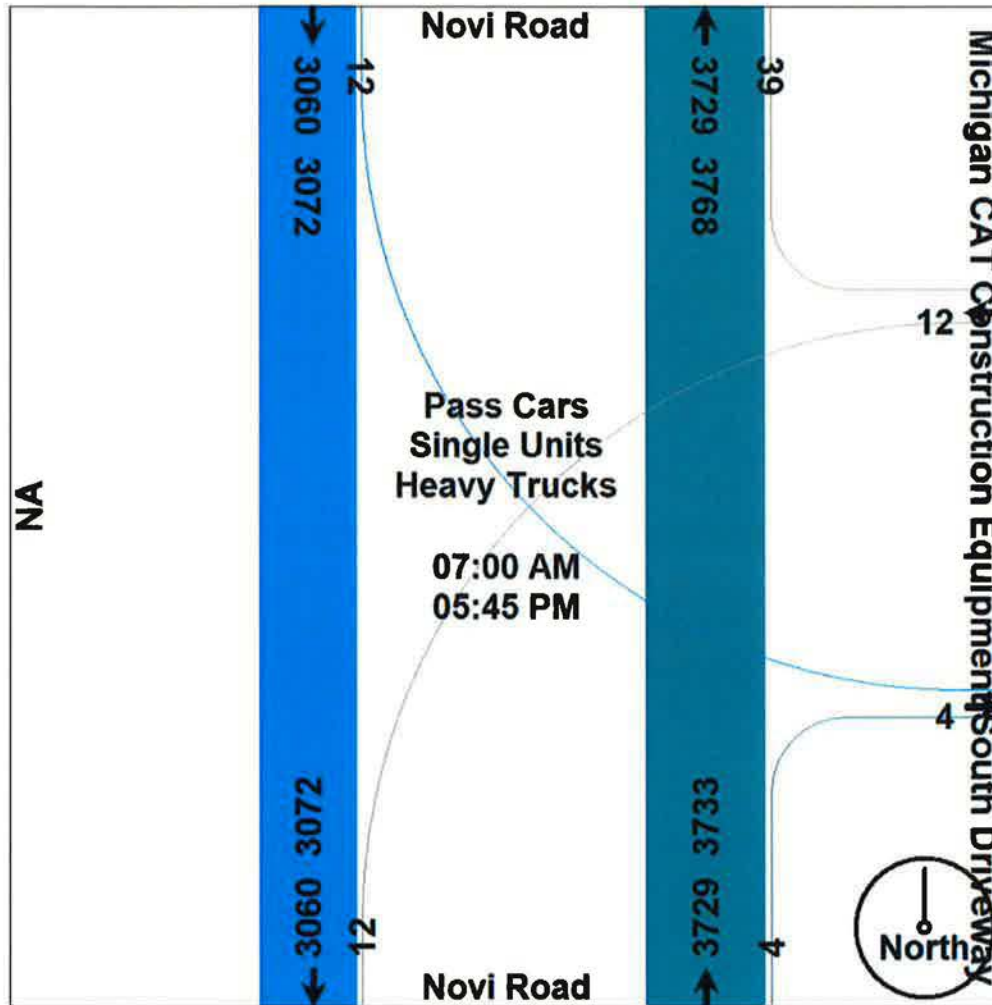 Novi Road
3060 3072
12
3729 3768
39
Michigan CAT Construction Equipment South Driveway
12
Pass Cars
Single Units
Heavy Trucks
07:00 AM
05:45 PM
NA
4
3060 3072
12
3729 3733
4
North
Novi Road